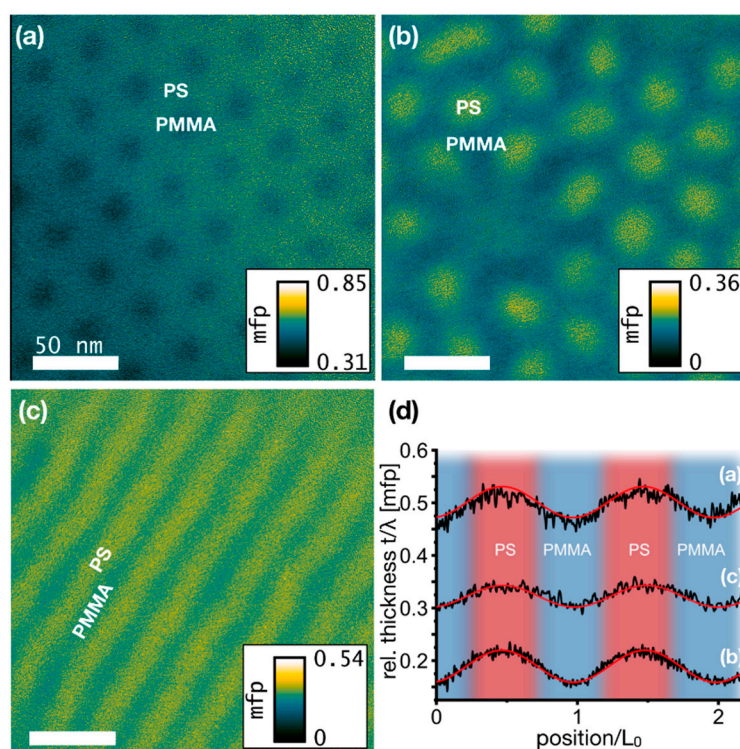 (a)
PS
PMMA
50 nm
mfp
0.85
0.31
(b)
PS
PMMA
mfp
0.36
0
(c)
PS
PMMA
mfp
0.54
0
(d)
rel. thickness t/λ [mfp]
0.6
0.5
0.4
0.3
0.2
(a)
PS
PMMA
PS
PMMA
(c)
(b)
0
1
2
position/L₀